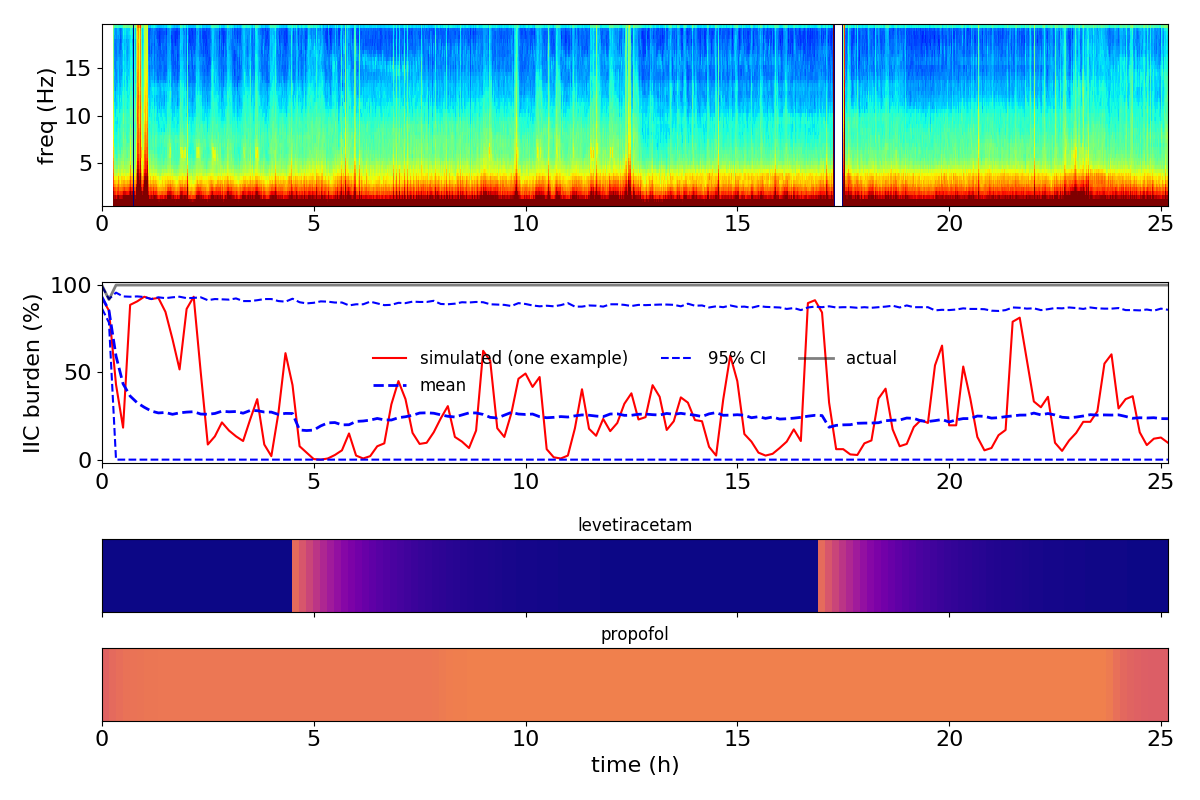 freq (Hz)
15
10
5
0 5 10 15 20 25
IIC burden (%)
100
50
0
simulated (one example) 95% CI actual
mean
0 5 10 15 20 25
levetiracetam
propofol
0 5 10 15 20 25
time (h)